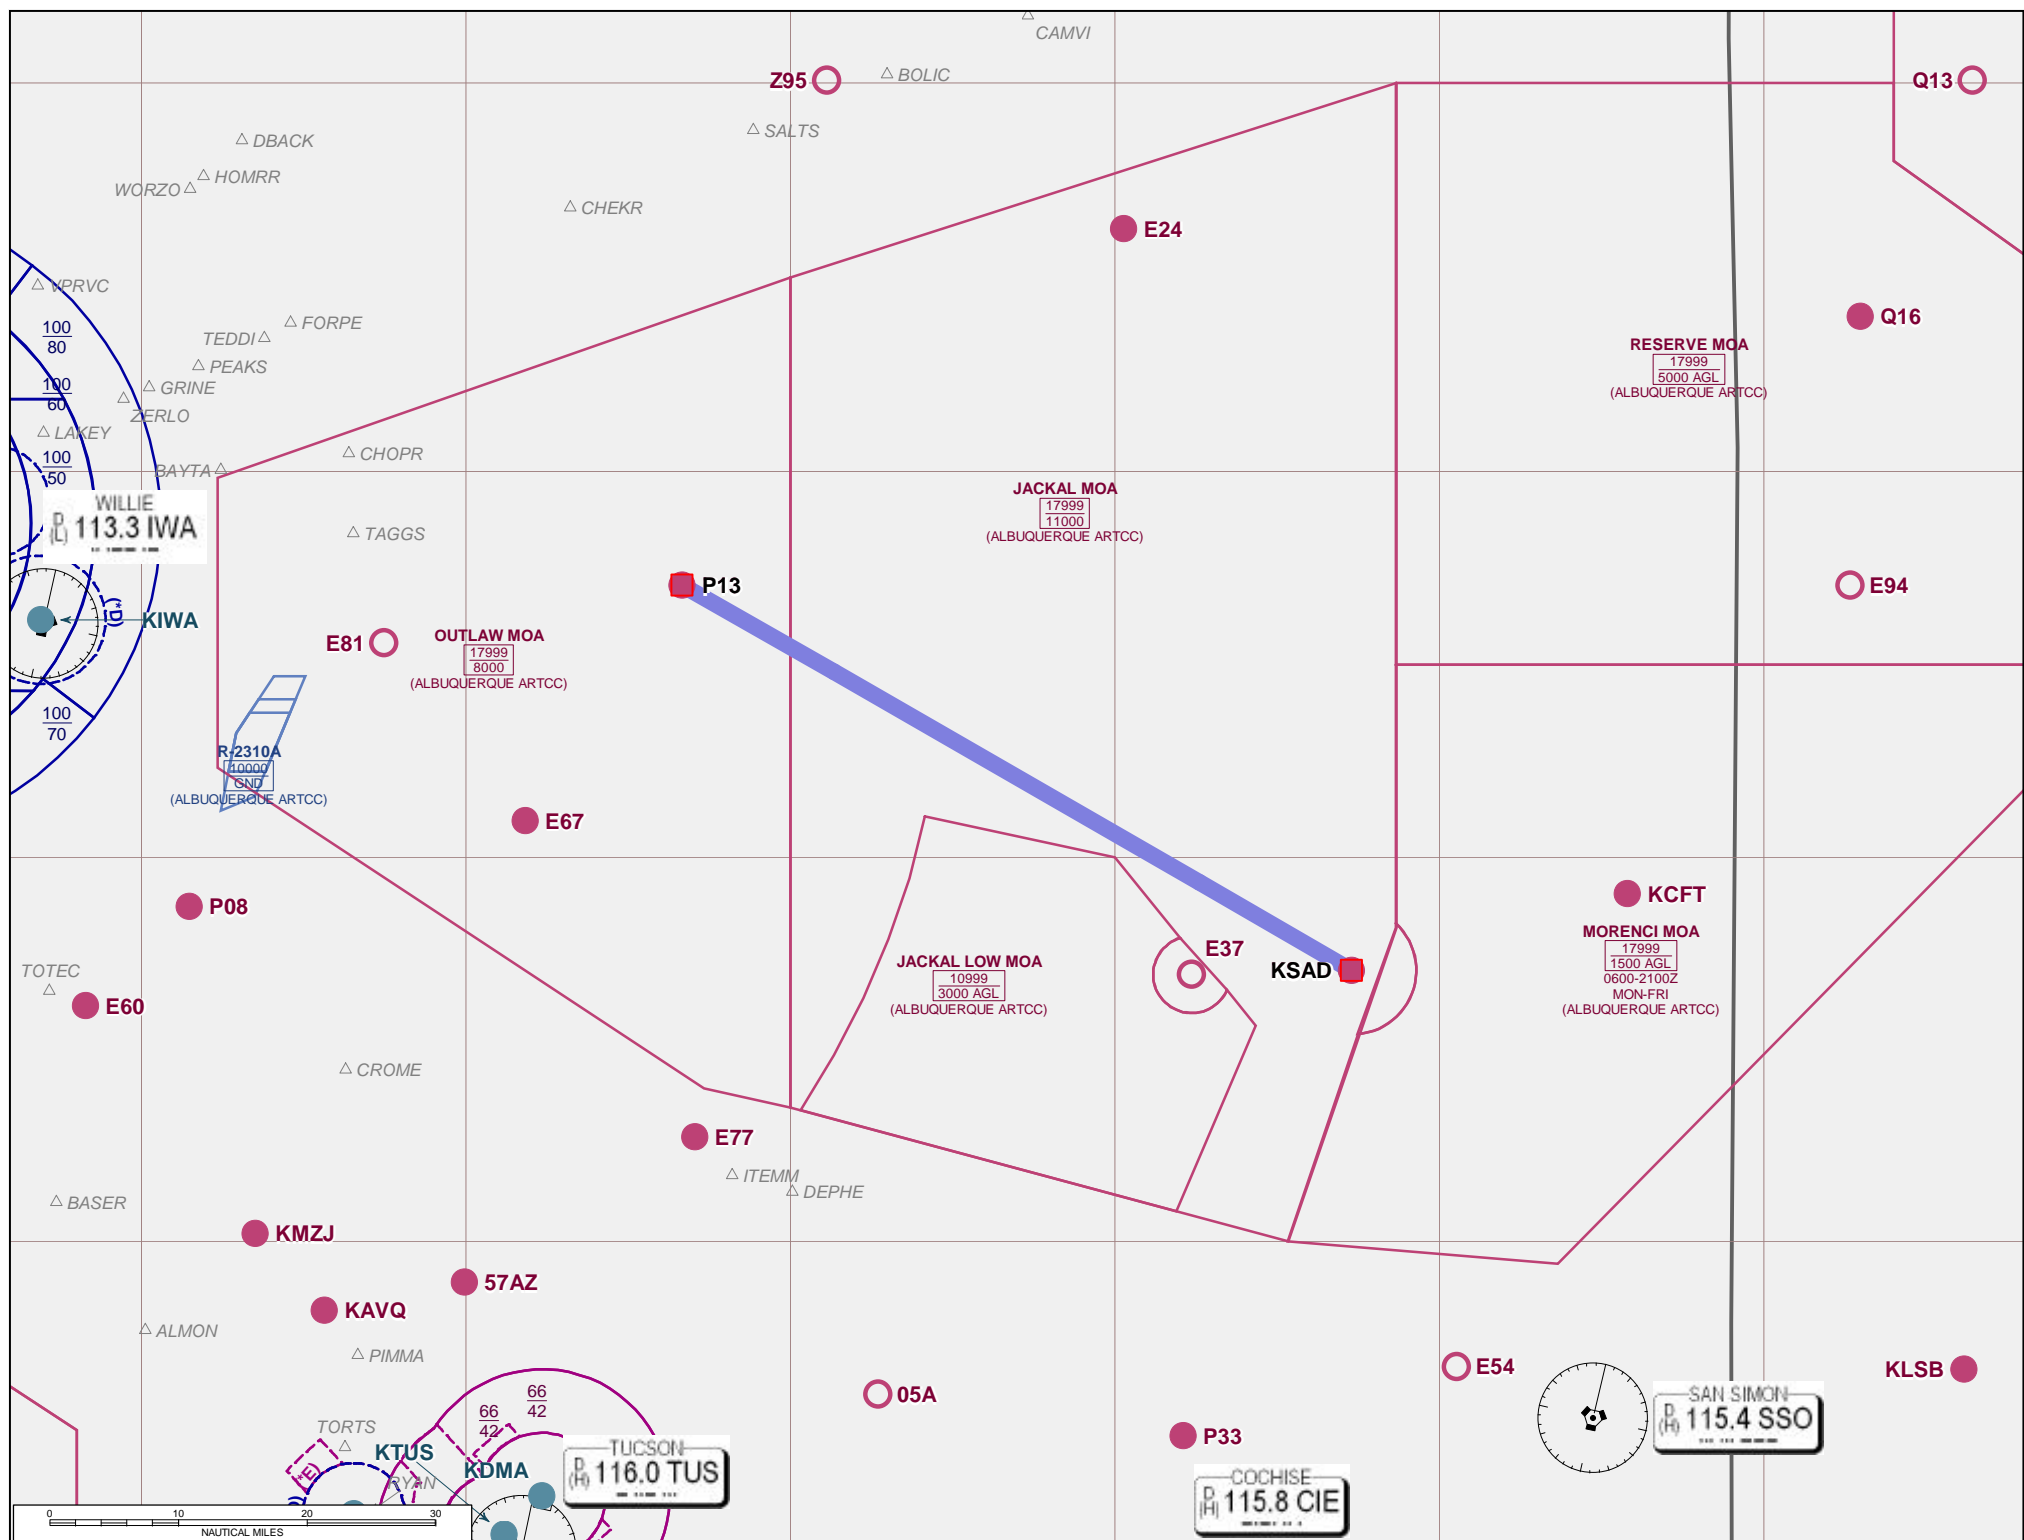 CAMVI
Z95
BOLIC
Q13
SALTS
DBACK
HOMRR
WORZO
CHEKR
E24
VPRVC
100
80
FORPE
TEDDI
Q16
RESERVE MOA
17999
5000 AGL
(ALBUQUERQUE ARTCC)
PEAKS
GRINE
100
60
ZERLO
LAKEY
CHOPR
100
50
BAYTA
JACKAL MOA
17999
11000
(ALBUQUERQUE ARTCC)
WILLIE
D
(L)
113.3 IWA
TAGGS
P13
E94
(*D)
KIWA
E81
OUTLAW MOA
17999
8000
(ALBUQUERQUE ARTCC)
100
70
R-2310A
10000
GND
(ALBUQUERQUE ARTCC)
E67
KCFT
P08
MORENCI MOA
17999
1500 AGL
0600-2100Z
MON-FRI
(ALBUQUERQUE ARTCC)
E37
JACKAL LOW MOA
10999
3000 AGL
(ALBUQUERQUE ARTCC)
KSAD
TOTEC
E60
CROME
E77
ITEMM
DEPHE
BASER
KMZJ
57AZ
KAVQ
ALMON
PIMMA
E54
KLSB
66
42
66
42
05A
SAN SIMON
D
(H)
115.4 SSO
TORTS
P33
KTUS
KDMA
TUCSON
D
(H)
116.0 TUS
(*E)
RYAN
COCHISE
D
(H)
115.8 CIE
0 10 20 30
NAUTICAL MILES